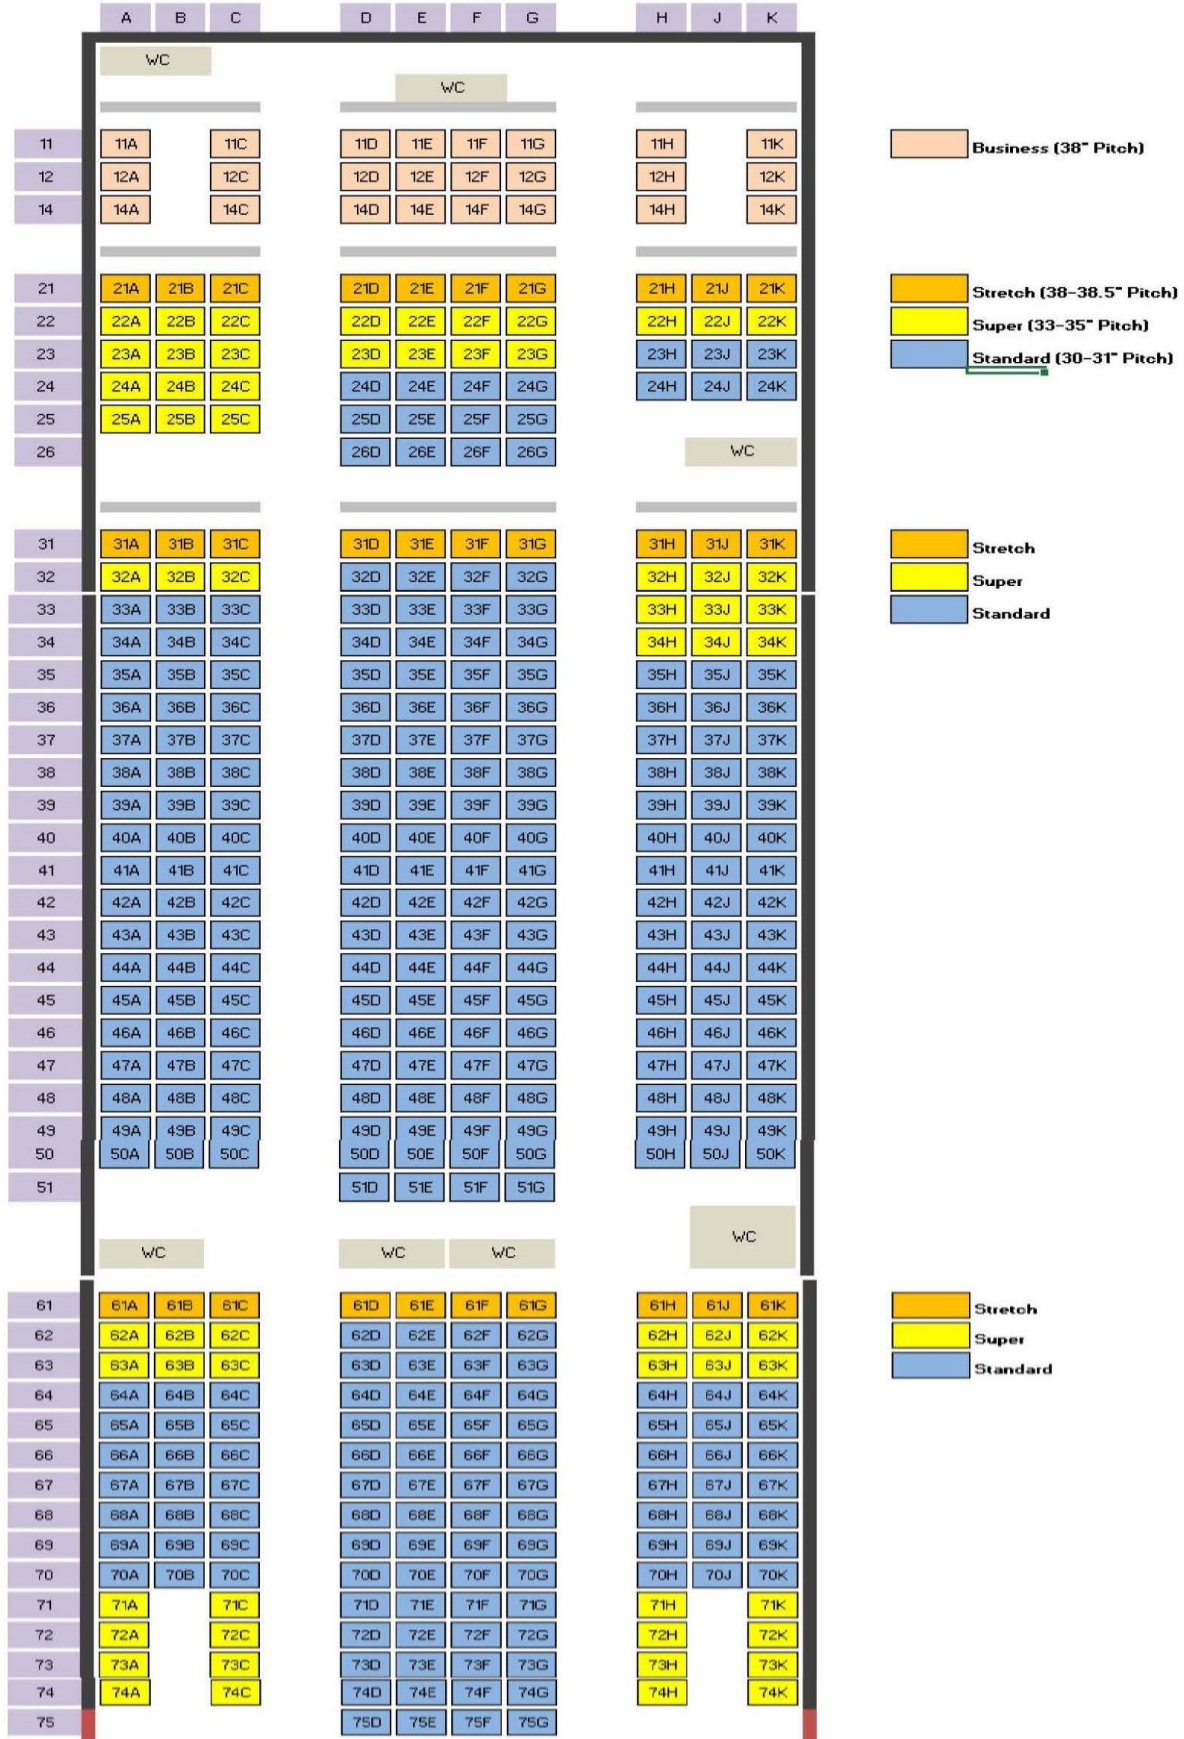 A B C D E F G H J K
WC
WC
11 11A 11C 11D 11E 11F 11G 11H 11K Business (38" Pitch)
12 12A 12C 12D 12E 12F 12G 12H 12K
14 14A 14C 14D 14E 14F 14G 14H 14K
21 21A 21B 21C 21D 21E 21F 21G 21H 21J 21K Stretch (38-38.5" Pitch)
22 22A 22B 22C 22D 22E 22F 22G 22H 22J 22K Super (33-35" Pitch)
23 23A 23B 23C 23D 23E 23F 23G 23H 23J 23K Standard (30-31" Pitch)
24 24A 24B 24C 24D 24E 24F 24G 24H 24J 24K
25 25A 25B 25C 25D 25E 25F 25G
26 26D 26E 26F 26G WC
31 31A 31B 31C 31D 31E 31F 31G 31H 31J 31K Stretch
32 32A 32B 32C 32D 32E 32F 32G 32H 32J 32K Super
33 33A 33B 33C 33D 33E 33F 33G 33H 33J 33K Standard
34 34A 34B 34C 34D 34E 34F 34G 34H 34J 34K
35 35A 35B 35C 35D 35E 35F 35G 35H 35J 35K
36 36A 36B 36C 36D 36E 36F 36G 36H 36J 36K
37 37A 37B 37C 37D 37E 37F 37G 37H 37J 37K
38 38A 38B 38C 38D 38E 38F 38G 38H 38J 38K
39 39A 39B 39C 39D 39E 39F 39G 39H 39J 39K
40 40A 40B 40C 40D 40E 40F 40G 40H 40J 40K
41 41A 41B 41C 41D 41E 41F 41G 41H 41J 41K
42 42A 42B 42C 42D 42E 42F 42G 42H 42J 42K
43 43A 43B 43C 43D 43E 43F 43G 43H 43J 43K
44 44A 44B 44C 44D 44E 44F 44G 44H 44J 44K
45 45A 45B 45C 45D 45E 45F 45G 45H 45J 45K
46 46A 46B 46C 46D 46E 46F 46G 46H 46J 46K
47 47A 47B 47C 47D 47E 47F 47G 47H 47J 47K
48 48A 48B 48C 48D 48E 48F 48G 48H 48J 48K
49 49A 49B 49C 49D 49E 49F 49G 49H 49J 49K
50 50A 50B 50C 50D 50E 50F 50G 50H 50J 50K
51 51D 51E 51F 51G
WC WC WC WC
61 61A 61B 61C 61D 61E 61F 61G 61H 61J 61K Stretch
62 62A 62B 62C 62D 62E 62F 62G 62H 62J 62K Super
63 63A 63B 63C 63D 63E 63F 63G 63H 63J 63K Standard
64 64A 64B 64C 64D 64E 64F 64G 64H 64J 64K
65 65A 65B 65C 65D 65E 65F 65G 65H 65J 65K
66 66A 66B 66C 66D 66E 66F 66G 66H 66J 66K
67 67A 67B 67C 67D 67E 67F 67G 67H 67J 67K
68 68A 68B 68C 68D 68E 68F 68G 68H 68J 68K
69 69A 69B 69C 69D 69E 69F 69G 69H 69J 69K
70 70A 70B 70C 70D 70E 70F 70G 70H 70J 70K
71 71A 71C 71D 71E 71F 71G 71H 71K
72 72A 72C 72D 72E 72F 72G 72H 72K
73 73A 73C 73D 73E 73F 73G 73H 73K
74 74A 74C 74D 74E 74F 74G 74H 74K
75 75D 75E 75F 75G